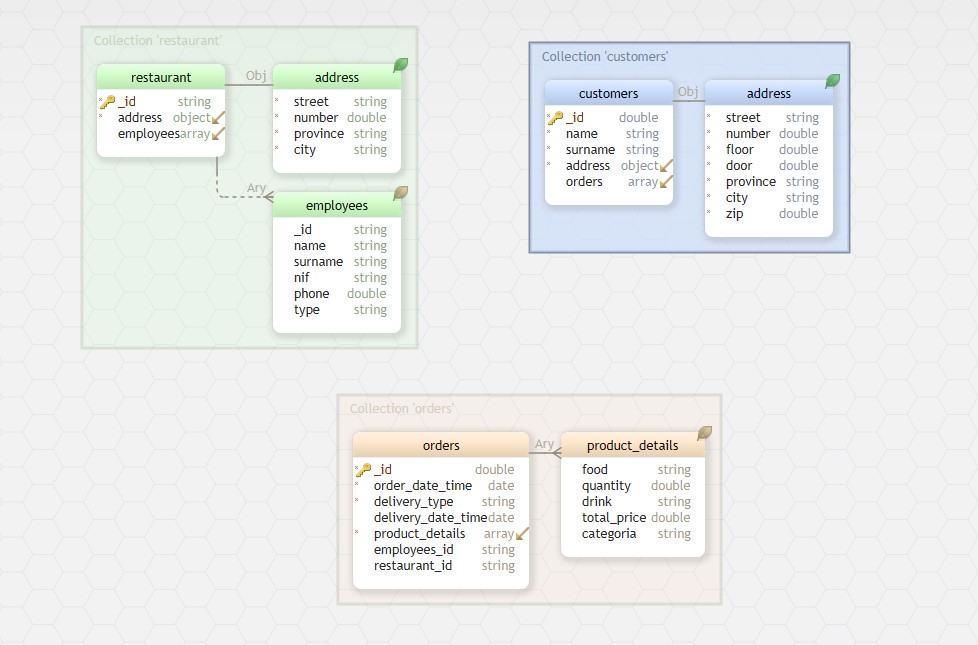 Collection 'restaurant'
restaurant
_id string
address object
employees array
Obj
address
street string
number double
province string
city string
Ary
employees
_id string
name string
surname string
nif string
phone double
type string
Collection 'customers'
customers
_id double
name string
surname string
address object
orders array
Obj
address
street string
number double
floor double
door double
province string
city string
zip double
Collection 'orders'
orders
_id double
order_date_time date
delivery_type string
delivery_date_time date
product_details array
employees_id string
restaurant_id string
Ary
product_details
food string
quantity double
drink string
total_price double
categoria string